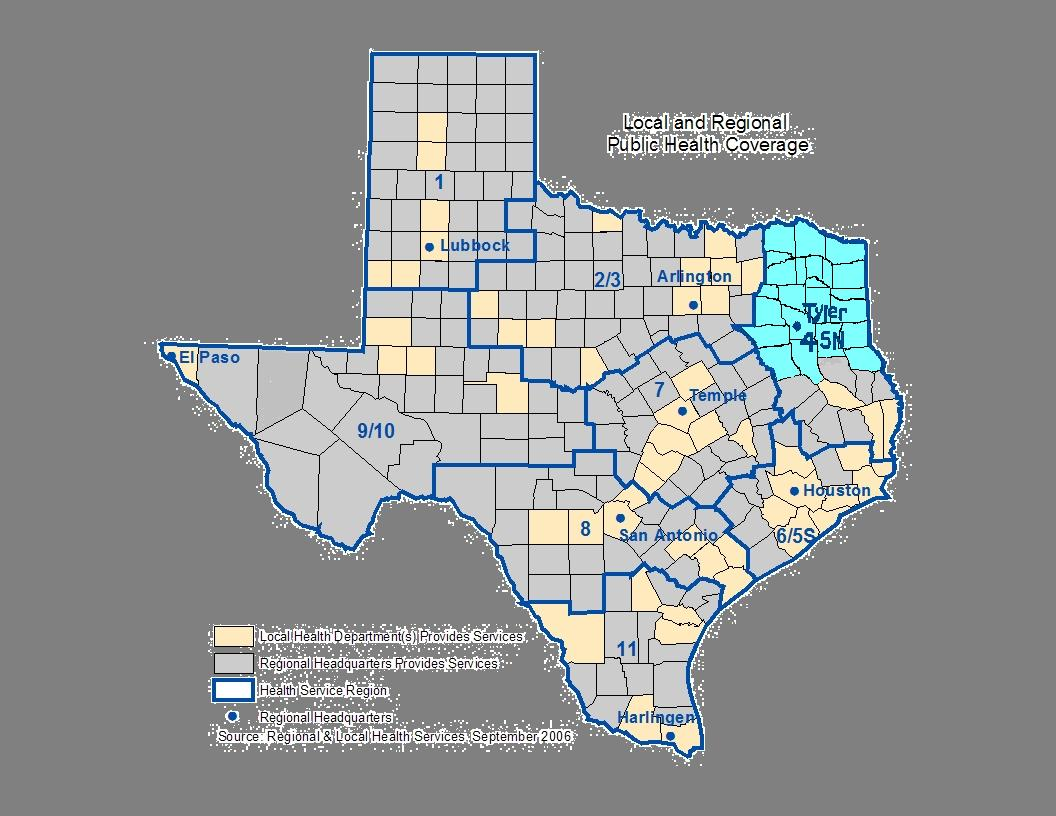 Local and Regional
Public Health Coverage
1
Lubbock
2/3
Arlington
Tyler
4 5N
El Paso
9/10
7
Temple
Houston
8
San Antonio
6/5S
11
Harlingen
Local Health Department(s) Provides Services
Regional Headquarters Provides Services
Health Service Region
Regional Headquarters
Source: Regional & Local Health Services, September 2006